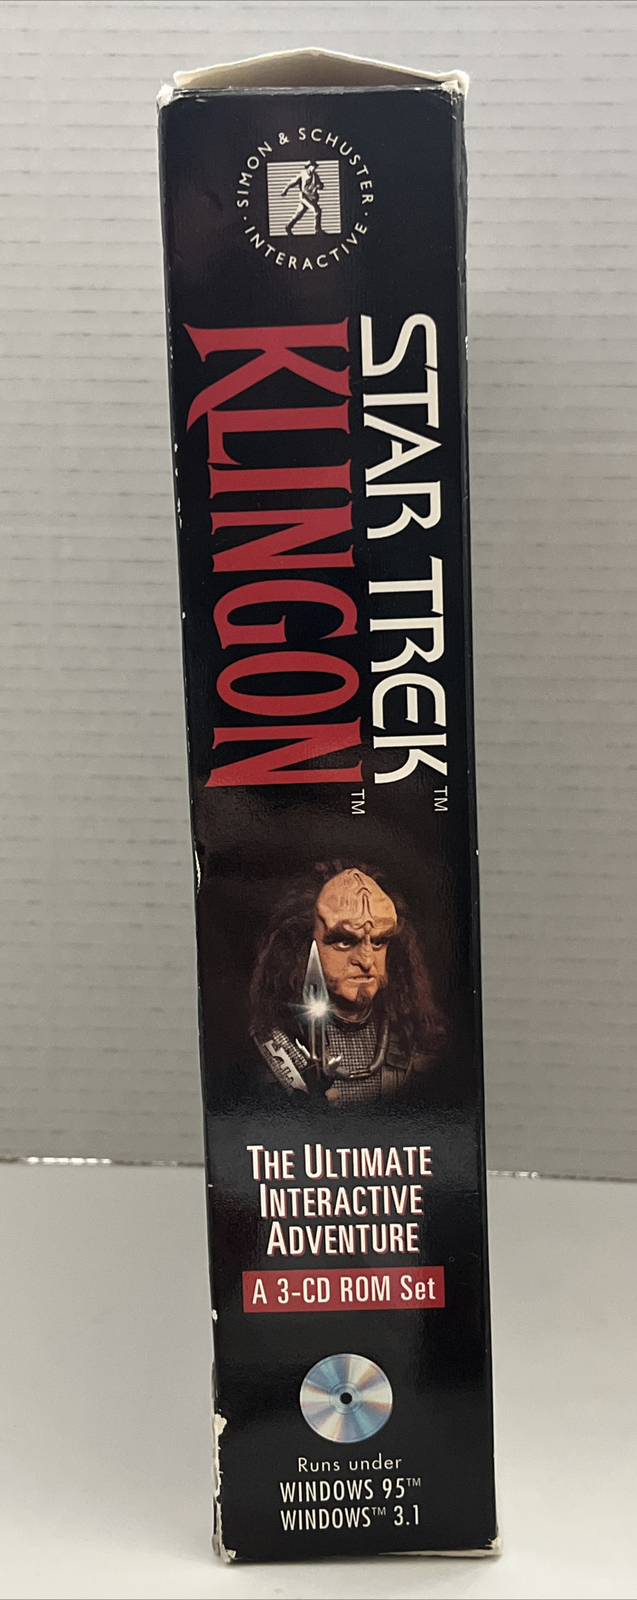 · SIMON & SCHUSTER ·
INTERACTIVE
STAR TREK™
KLINGON™
THE ULTIMATE
INTERACTIVE
ADVENTURE
A 3-CD ROM Set
Runs under
WINDOWS 95™
WINDOWS™ 3.1